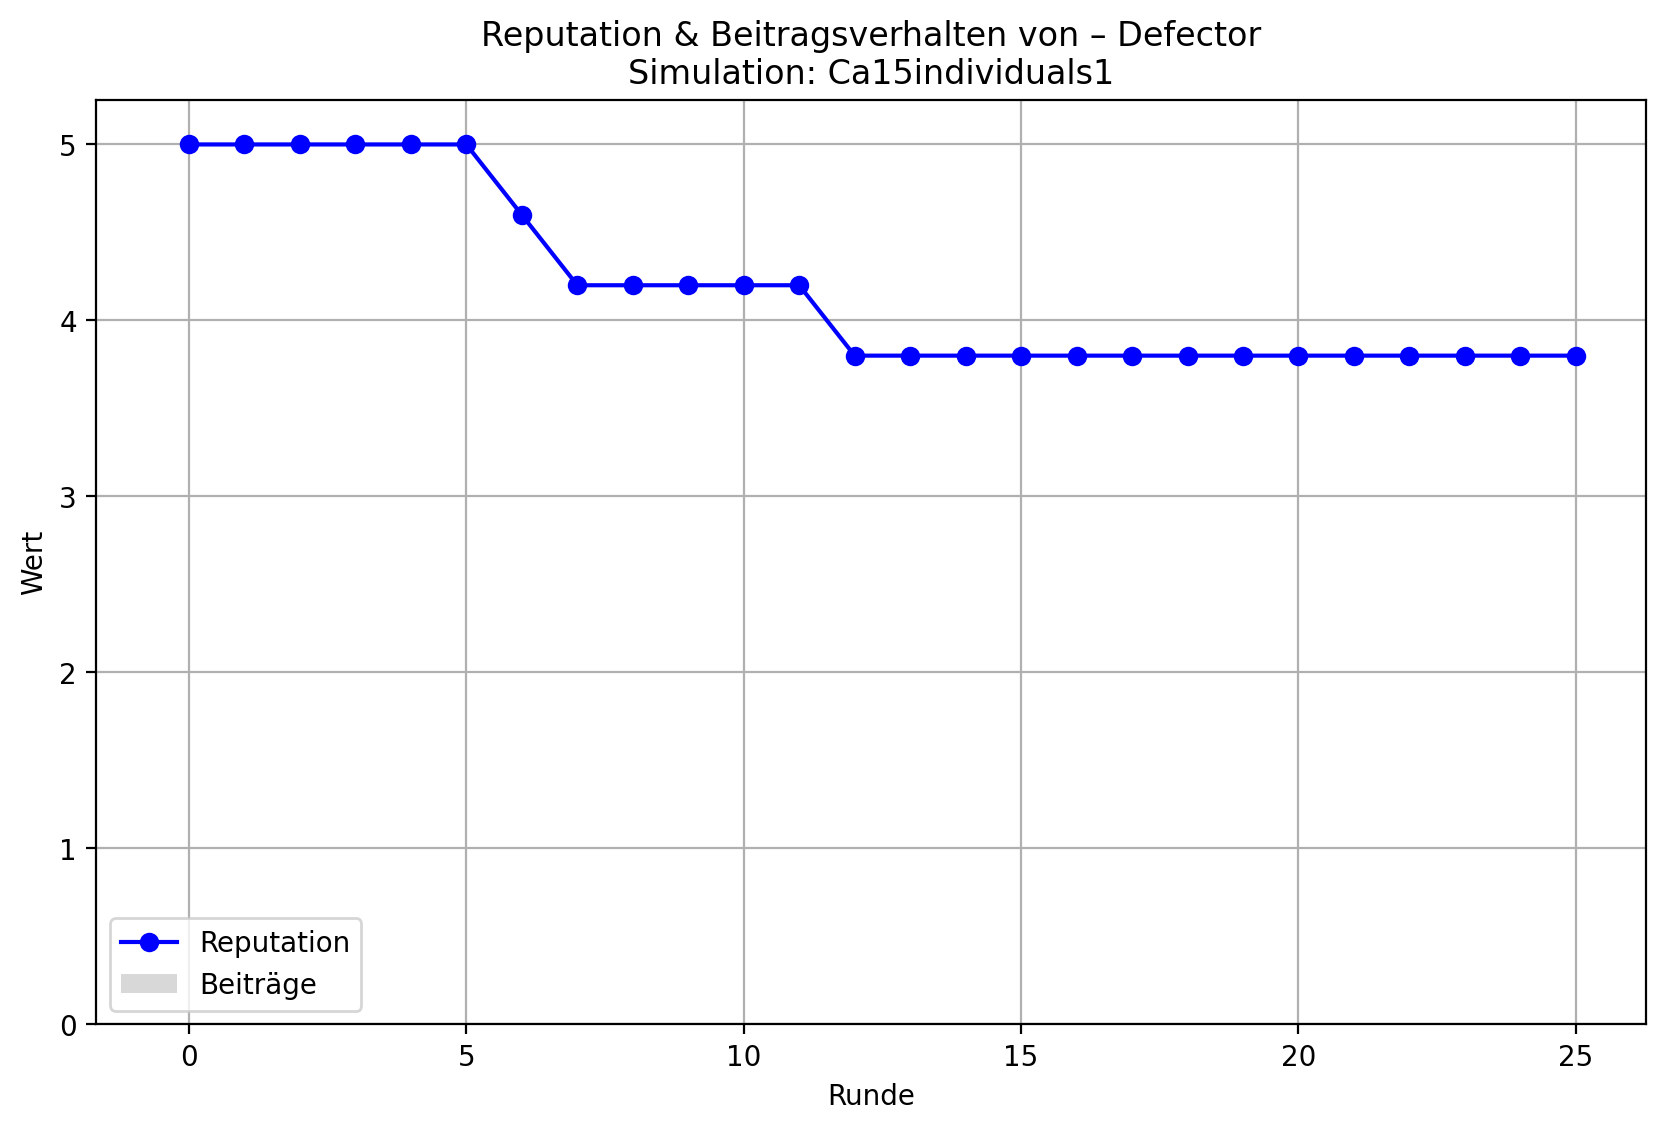 Reputation & Beitragsverhalten von – Defector
Simulation: Ca15individuals1
5
4
3
2
1
0
Wert
Reputation
Beiträge
0 5 10 15 20 25
Runde